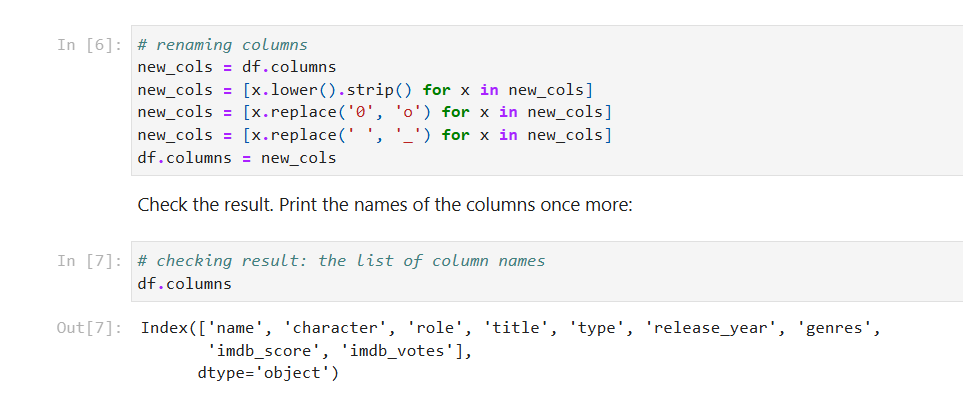 In [6]: # renaming columns
new_cols = df.columns
new_cols = [x.lower().strip() for x in new_cols]
new_cols = [x.replace('0', 'o') for x in new_cols]
new_cols = [x.replace(' ', '_') for x in new_cols]
df.columns = new_cols
Check the result. Print the names of the columns once more:
In [7]: # checking result: the list of column names
df.columns
Out[7]: Index(['name', 'character', 'role', 'title', 'type', 'release_year', 'genres',
'imdb_score', 'imdb_votes'],
dtype='object')